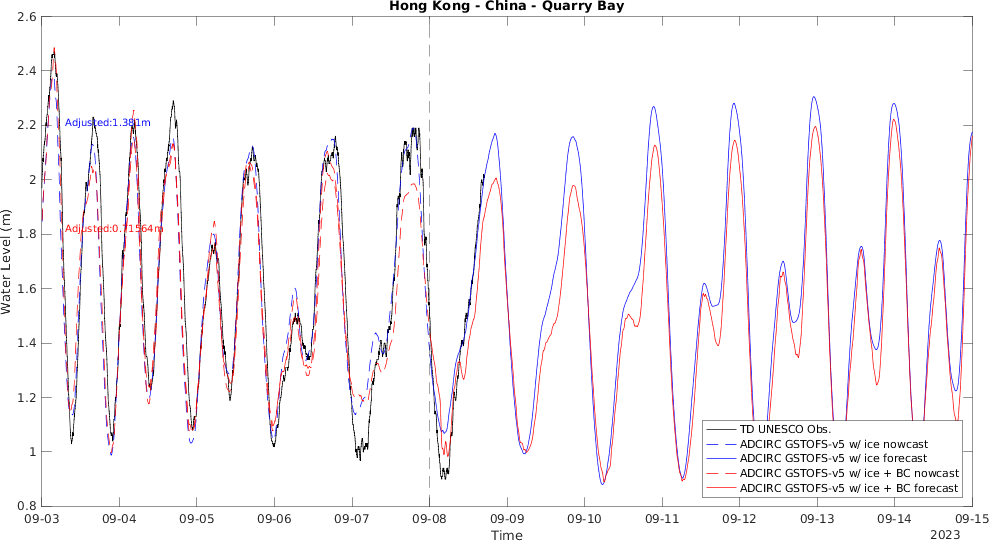 Hong Kong - China - Quarry Bay
2.6
2.4
2.2
2
1.8
1.6
1.4
1.2
1
0.8
Water Level (m)
Adjusted:1.381m
Adjusted:0.71564m
TD UNESCO Obs.
ADCIRC GSTOFS-v5 w/ ice nowcast
ADCIRC GSTOFS-v5 w/ ice forecast
ADCIRC GSTOFS-v5 w/ ice + BC nowcast
ADCIRC GSTOFS-v5 w/ ice + BC forecast
09-03 09-04 09-05 09-06 09-07 09-08 09-09 09-10 09-11 09-12 09-13 09-14 09-15
Time
2023